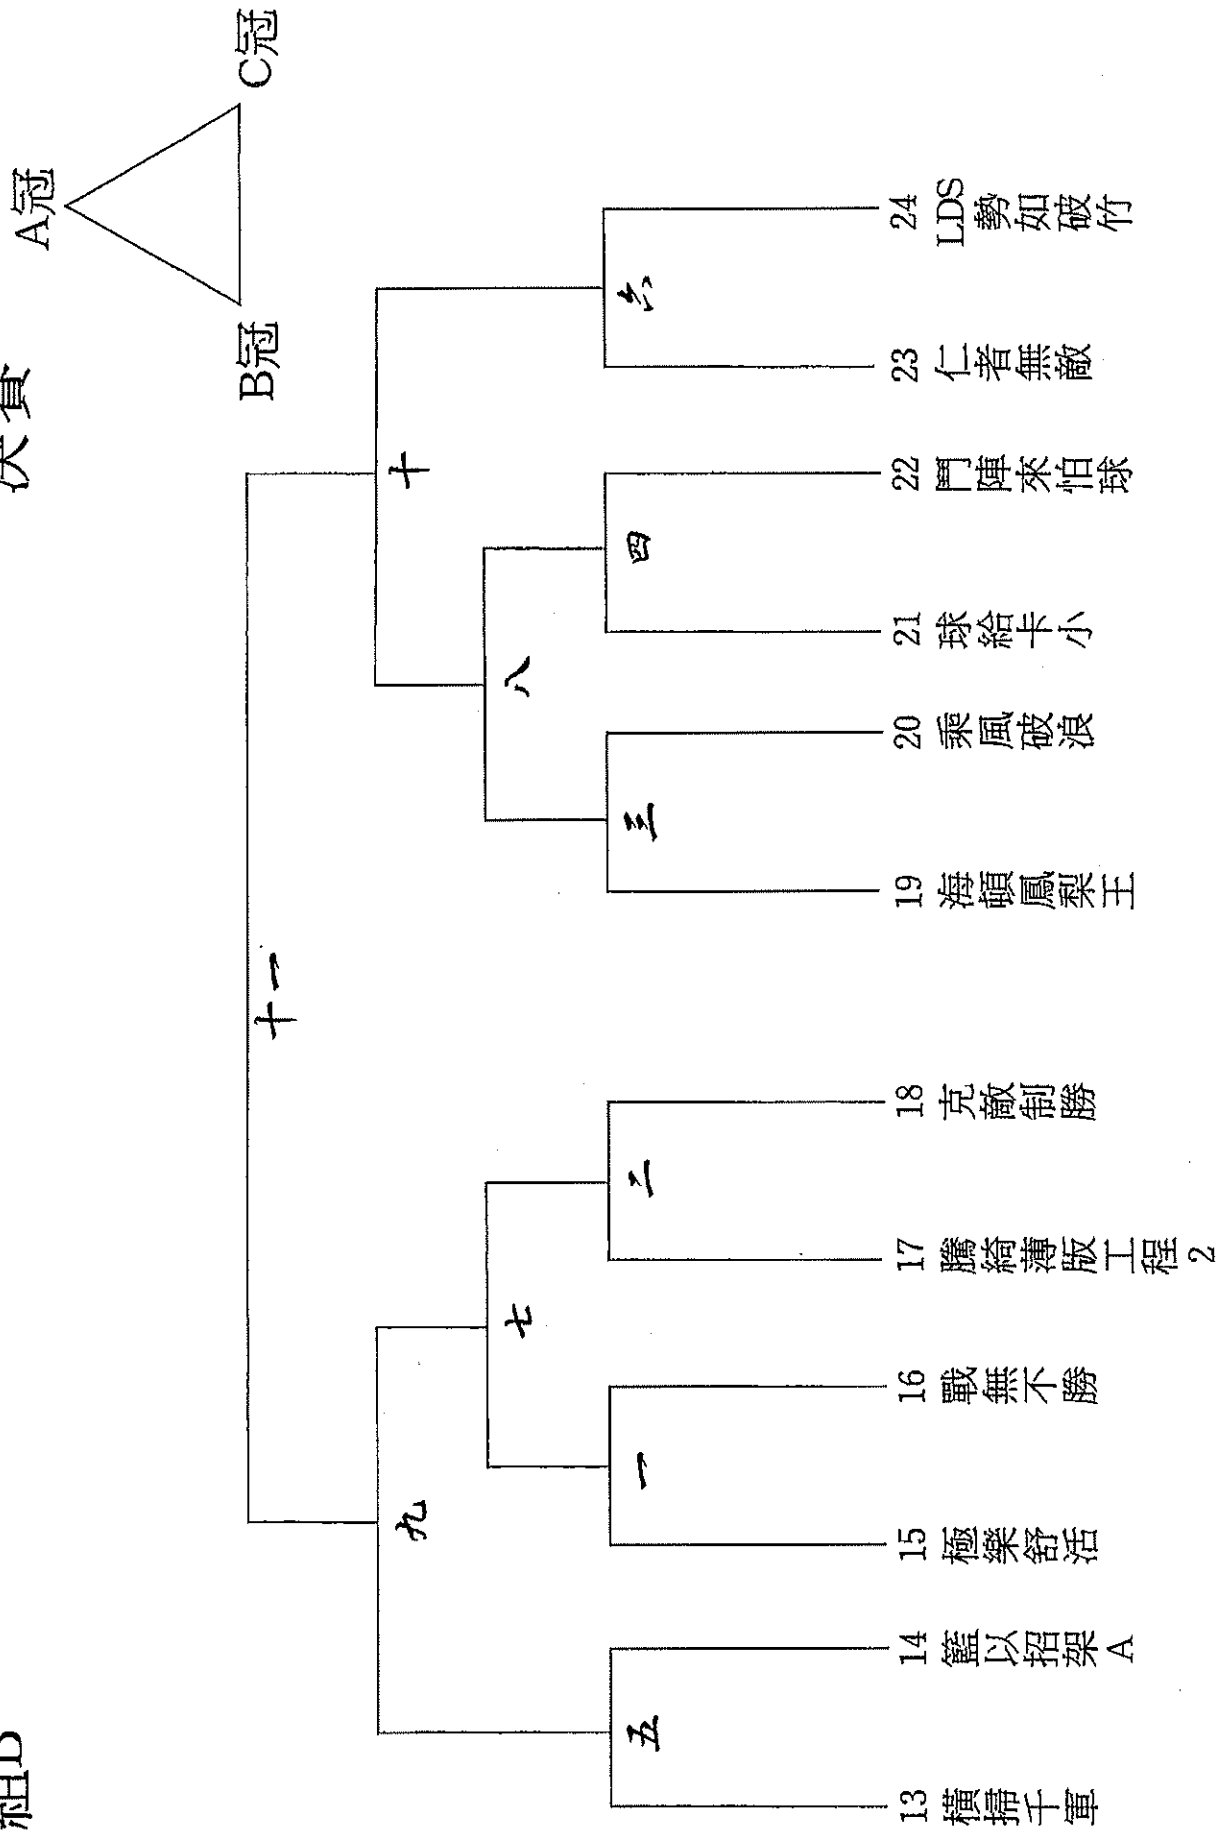 組B
決賽
A冠
B冠
C冠
十一
九
十
七
八
五
一
二
三
四
六
13 橫掃千軍
14 籃以招架A
15 極樂舒活
16 戰無不勝
17 騰綺薄版工程2
18 克敵制勝
19 海頓鳳梨王
20 乘風破浪
21 球給卡小
22 鬥陣來怕球
23 仁者無敵
24 LDS勢如破竹